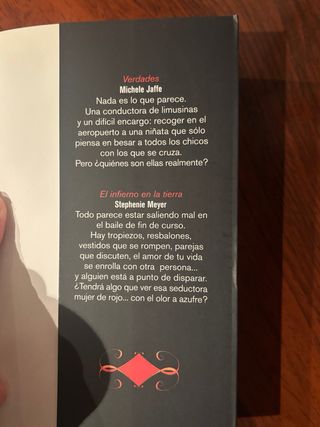 Verdades
Michele Jaffe
Nada es lo que parece.
Una conductora de limusinas
y un difícil encargo: recoger en el
aeropuerto a una niñata que sólo
piensa en besar a todos los chicos
con los que se cruza.
Pero ¿quiénes son ellas realmente?
El infierno en la tierra
Stephenie Meyer
Todo parece estar saliendo mal en
el baile de fin de curso.
Hay tropiezos, resbalones,
vestidos que se rompen, parejas
que discuten, el amor de tu vida
se enrolla con otra persona...
y alguien está a punto de disparar.
¿Tendrá algo que ver esa seductora
mujer de rojo... con el olor a azufre?